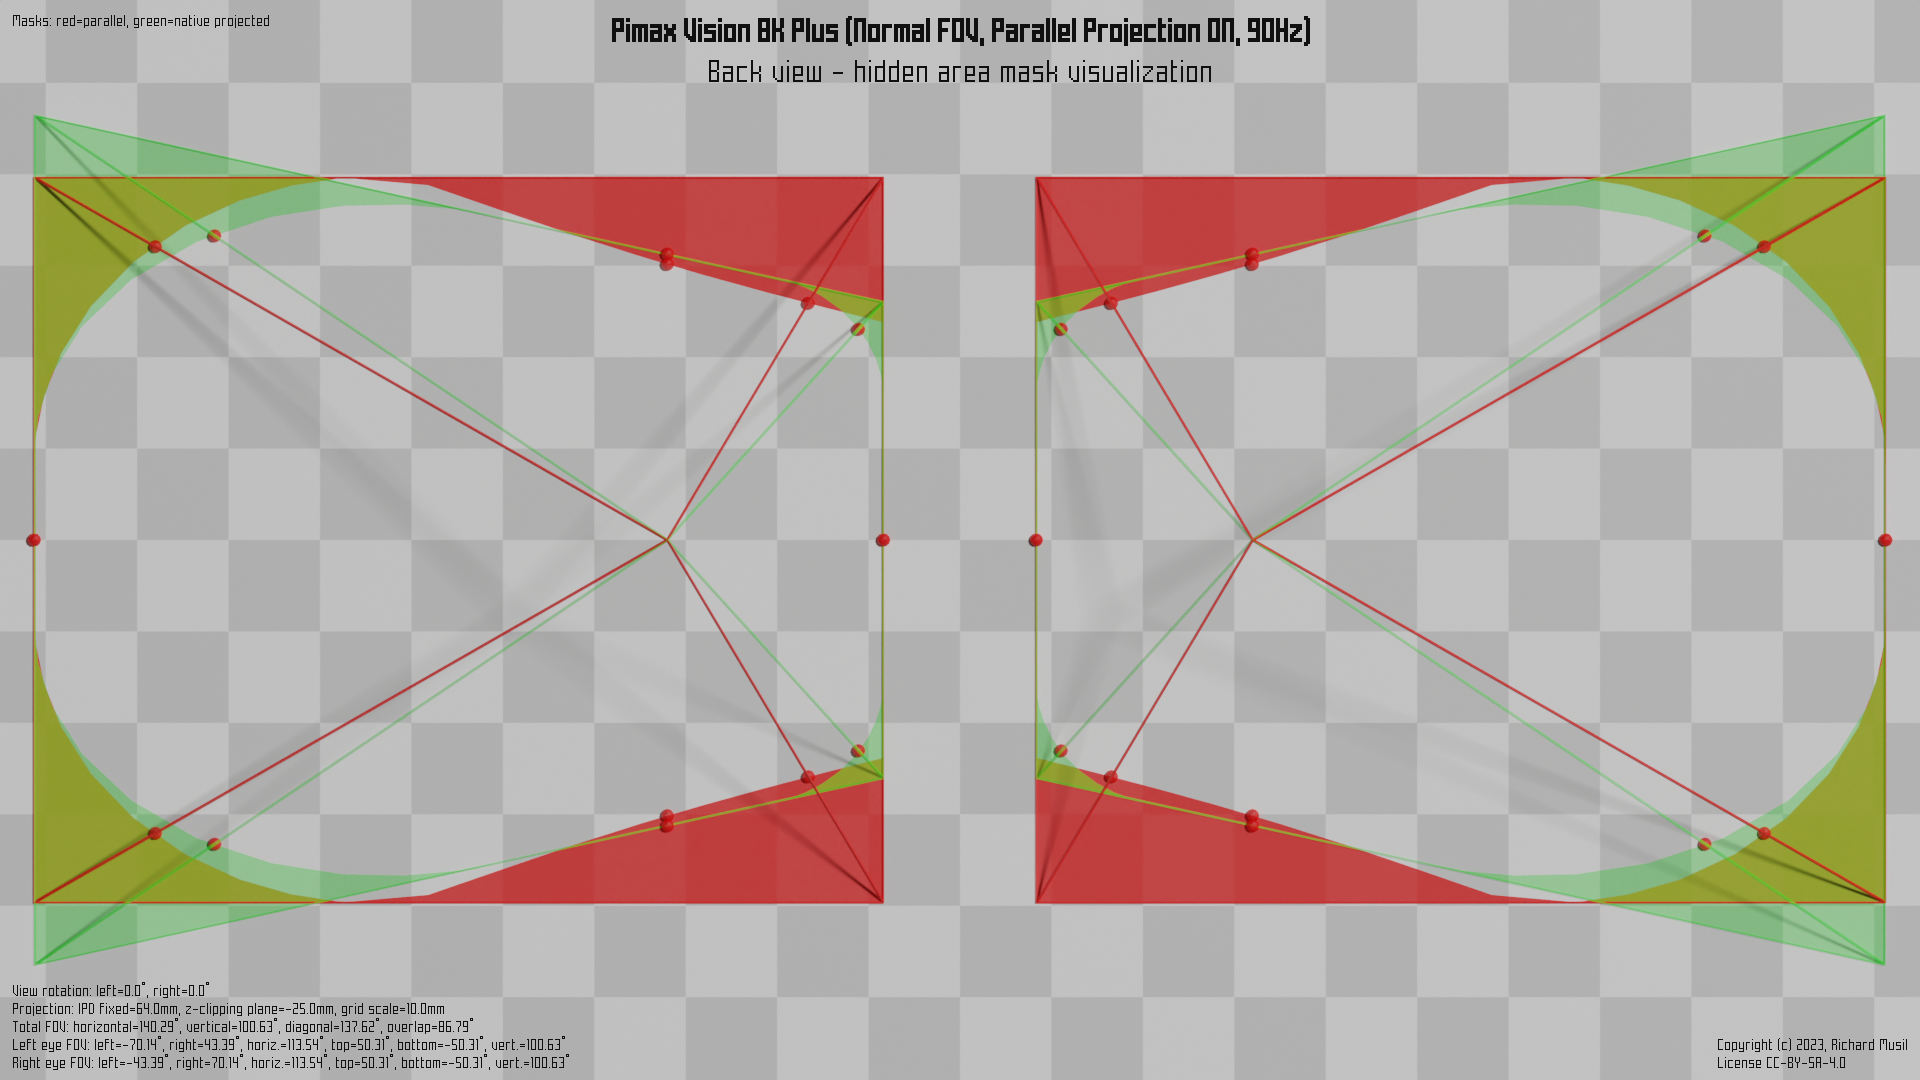 Masks: red=parallel, green=native projected
Pimax Vision 8K Plus (Normal FOV, Parallel Projection ON, 90Hz)
Back view - hidden area mask visualization
View rotation: left=0.0°, right=0.0°
Projection: IPD fixed=64.0mm, z-clipping plane=-25.0mm, grid scale=10.0mm
Total FOV: horizontal=140.29°, vertical=100.63°, diagonal=137.62°, overlap=86.79°
Left eye FOV: left=-70.14°, right=43.39°, horiz.=113.54°, top=50.31°, bottom=-50.31°, vert.=100.63°
Right eye FOV: left=-43.39°, right=70.14°, horiz.=113.54°, top=50.31°, bottom=-50.31°, vert.=100.63°
Copyright (c) 2023, Richard Musil
License CC-BY-SA-4.0